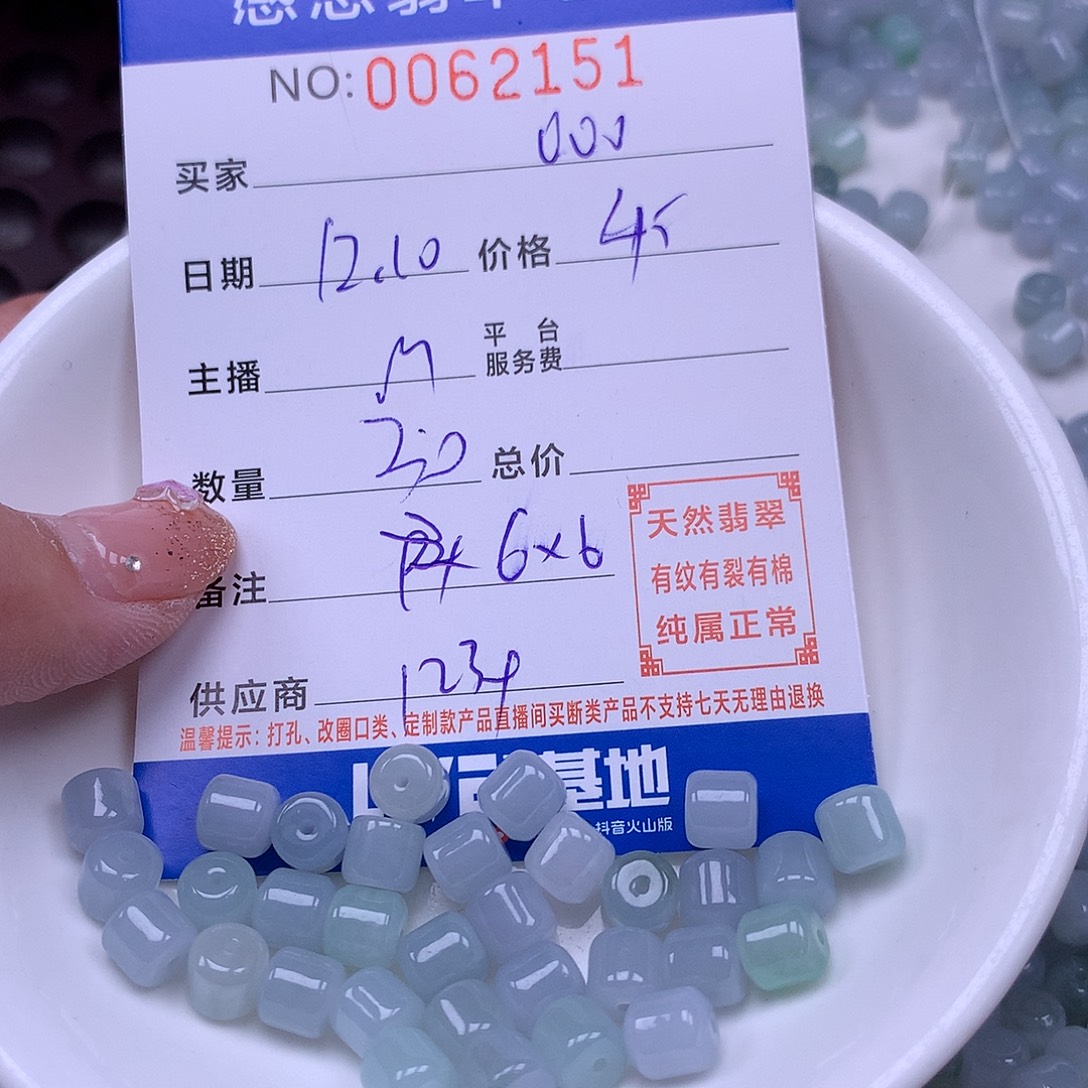 NO:0062151
买家 000
日期 12.10 价格 45
主播 M 平台服务费
数量 总价
备注 6×6
天然翡翠
有纹有裂有棉
纯属正常
供应商
温馨提示：打孔、改圈口类、定制款产品直播间买断类产品不支持七天无理由退换
基地
抖音火山版